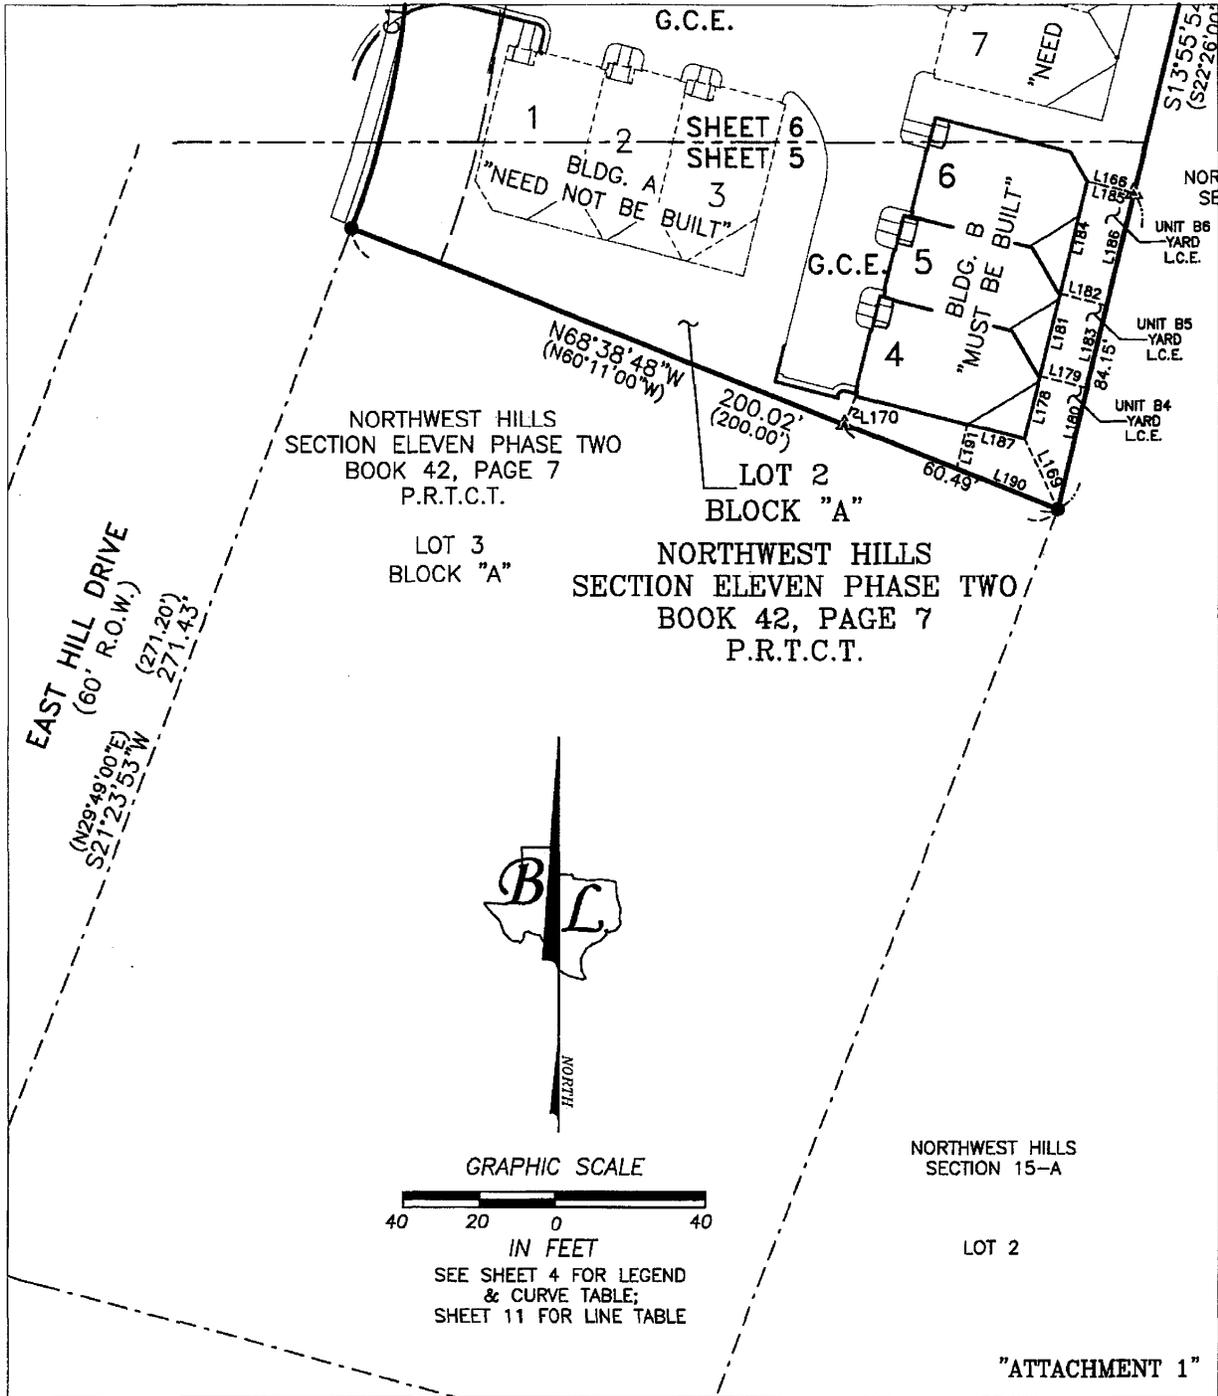 G.C.E.
7
"NEED
S13°55'54
(S22°26'00
1
2
3
SHEET 6
SHEET 5
BLDG. A
"NEED NOT BE BUILT"
6
5
4
BLDG. B
"MUST BE BUILT"
G.C.E.
L166
L185
L184
L186
L182
L181
L183
84.15'
L179
L178
L180
L170
L191
L187
L190
L169
60.49'
NOR
SE
UNIT B6
YARD
L.C.E.
UNIT B5
YARD
L.C.E.
UNIT B4
YARD
L.C.E.
N68°38'48"W
(N60°11'00"W)
200.02'
(200.00')
LOT 2
BLOCK "A"
NORTHWEST HILLS
SECTION ELEVEN PHASE TWO
BOOK 42, PAGE 7
P.R.T.C.T.
LOT 3
BLOCK "A"
NORTHWEST HILLS
SECTION ELEVEN PHASE TWO
BOOK 42, PAGE 7
P.R.T.C.T.
EAST HILL DRIVE
(60' R.O.W.)
(271.20')
271.43'
(N29°49'00"E)
S21°23'53"W
B L
NORTH
GRAPHIC SCALE
40 20 0 40
IN FEET
SEE SHEET 4 FOR LEGEND
& CURVE TABLE;
SHEET 11 FOR LINE TABLE
NORTHWEST HILLS
SECTION 15-A
LOT 2
"ATTACHMENT 1"